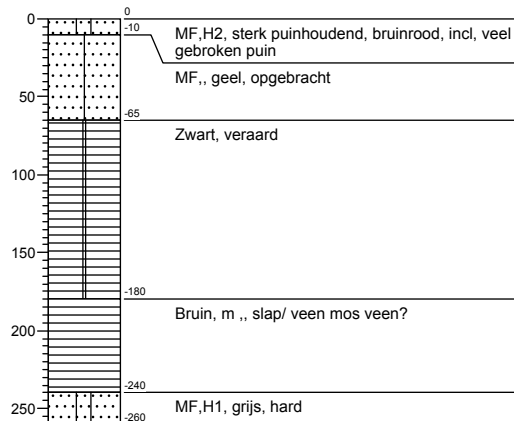 0
0
-10
MF,H2, sterk puinhoudend, bruinrood, incl, veel
gebroken puin
MF,, geel, opgebracht
50
-65
Zwart, veraard
100
150
-180
Bruin, m ,, slap/ veen mos veen?
200
-240
MF,H1, grijs, hard
250
-260